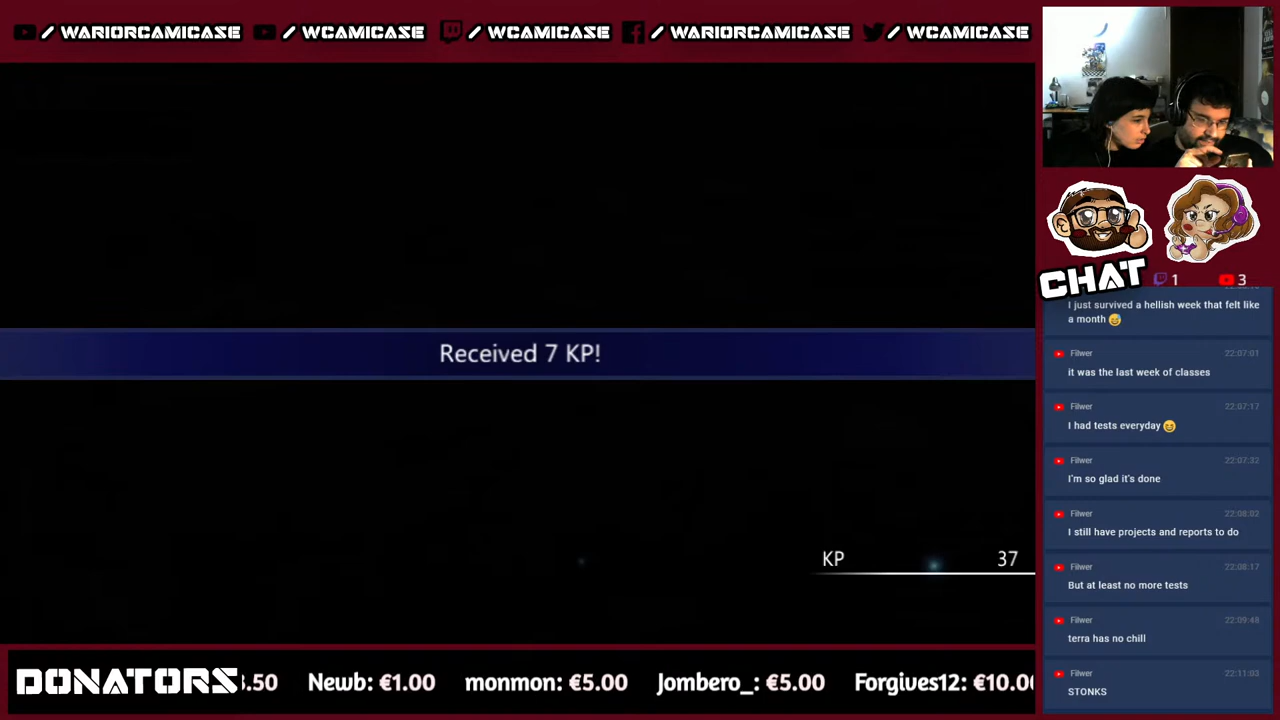 / WARIORCAMICASE / WCAMICASE / WCAMICASE / WARIORCAMICASE / WCAMICASE
Received 7 KP!
KP 37
CHAT 1 3
I just survived a hellish week that felt like
a month 😅
Filwer 22:07:01
it was the last week of classes
Filwer 22:07:17
I had tests everyday 😆
Filwer 22:07:32
I'm so glad it's done
Filwer 22:08:02
I still have projects and reports to do
Filwer 22:08:17
But at least no more tests
Filwer 22:09:48
terra has no chill
Filwer 22:11:03
STONKS
DONATORS .50 Newb: €1.00 monmon: €5.00 Jombero_: €5.00 Forgives12: €10.00